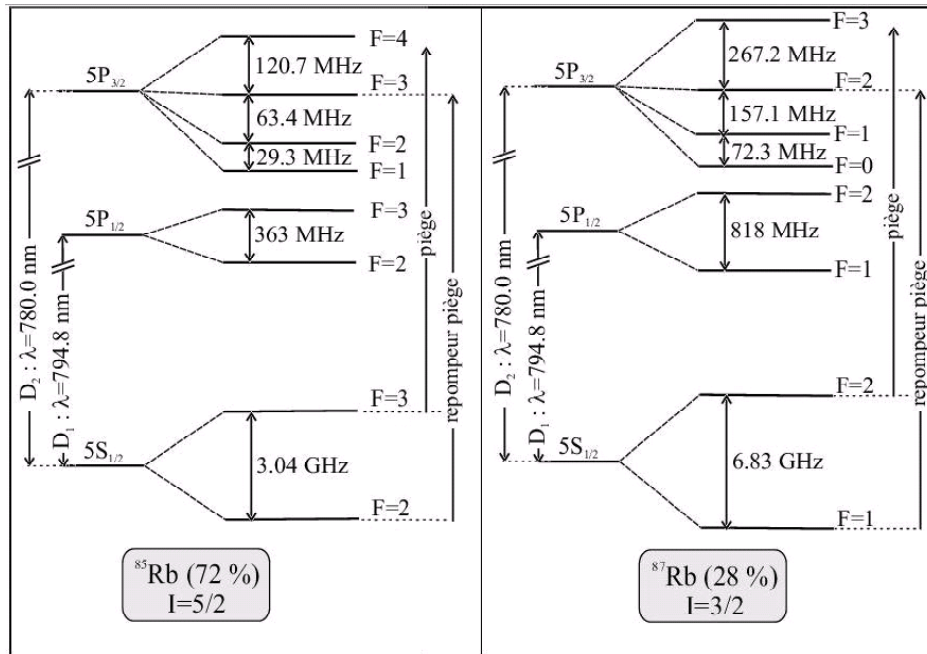 F=4
120.7 MHz
5P3/2
F=3
63.4 MHz
F=2
29.3 MHz
F=1
F=3
5P1/2
363 MHz
F=2
piège
repompeur piège
D2 : λ=780.0 nm
D1 : λ=794.8 nm
F=3
5S1/2
3.04 GHz
F=2
85Rb (72 %)
I=5/2
F=3
267.2 MHz
5P3/2
F=2
157.1 MHz
F=1
72.3 MHz
F=0
F=2
5P1/2
818 MHz
F=1
piège
repompeur piège
D2 : λ=780.0 nm
D1 : λ=794.8 nm
F=2
5S1/2
6.83 GHz
F=1
87Rb (28 %)
I=3/2